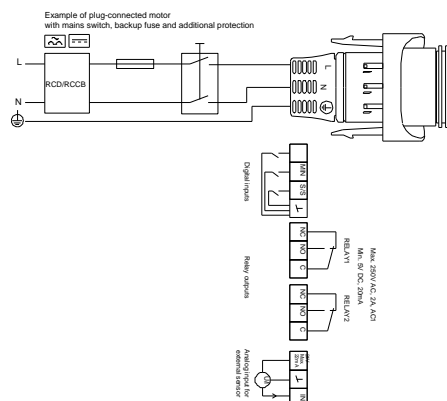 Example of plug-connected motor
with mains switch, backup fuse and additional protection
L
RCD/RCCB
N
L
N
Digital inputs
MIN
S/S
Relay outputs
NC
NO
C
RELAY1
NC
NO
C
RELAY2
Max. 250V AC, 2A, AC1
Min. 5V DC, 20mA
Analog input for
external sensor
Max.
20mA
IN